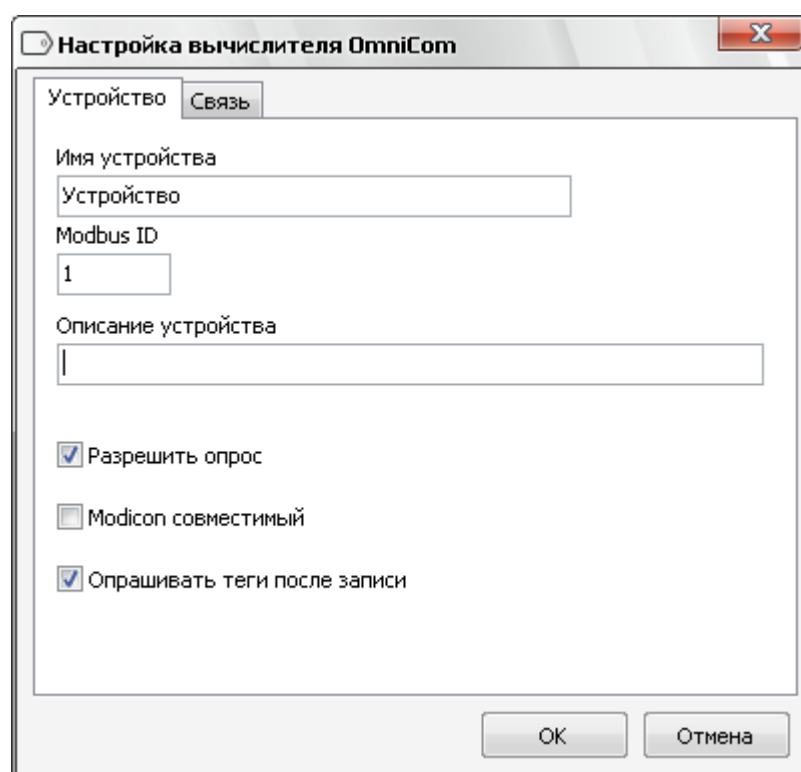 Настройка вычислителя OmniCom
Устройство Связь
Имя устройства
Устройство
Modbus ID
1
Описание устройства
Разрешить опрос
Modicon совместимый
Опрашивать теги после записи
OK Отмена